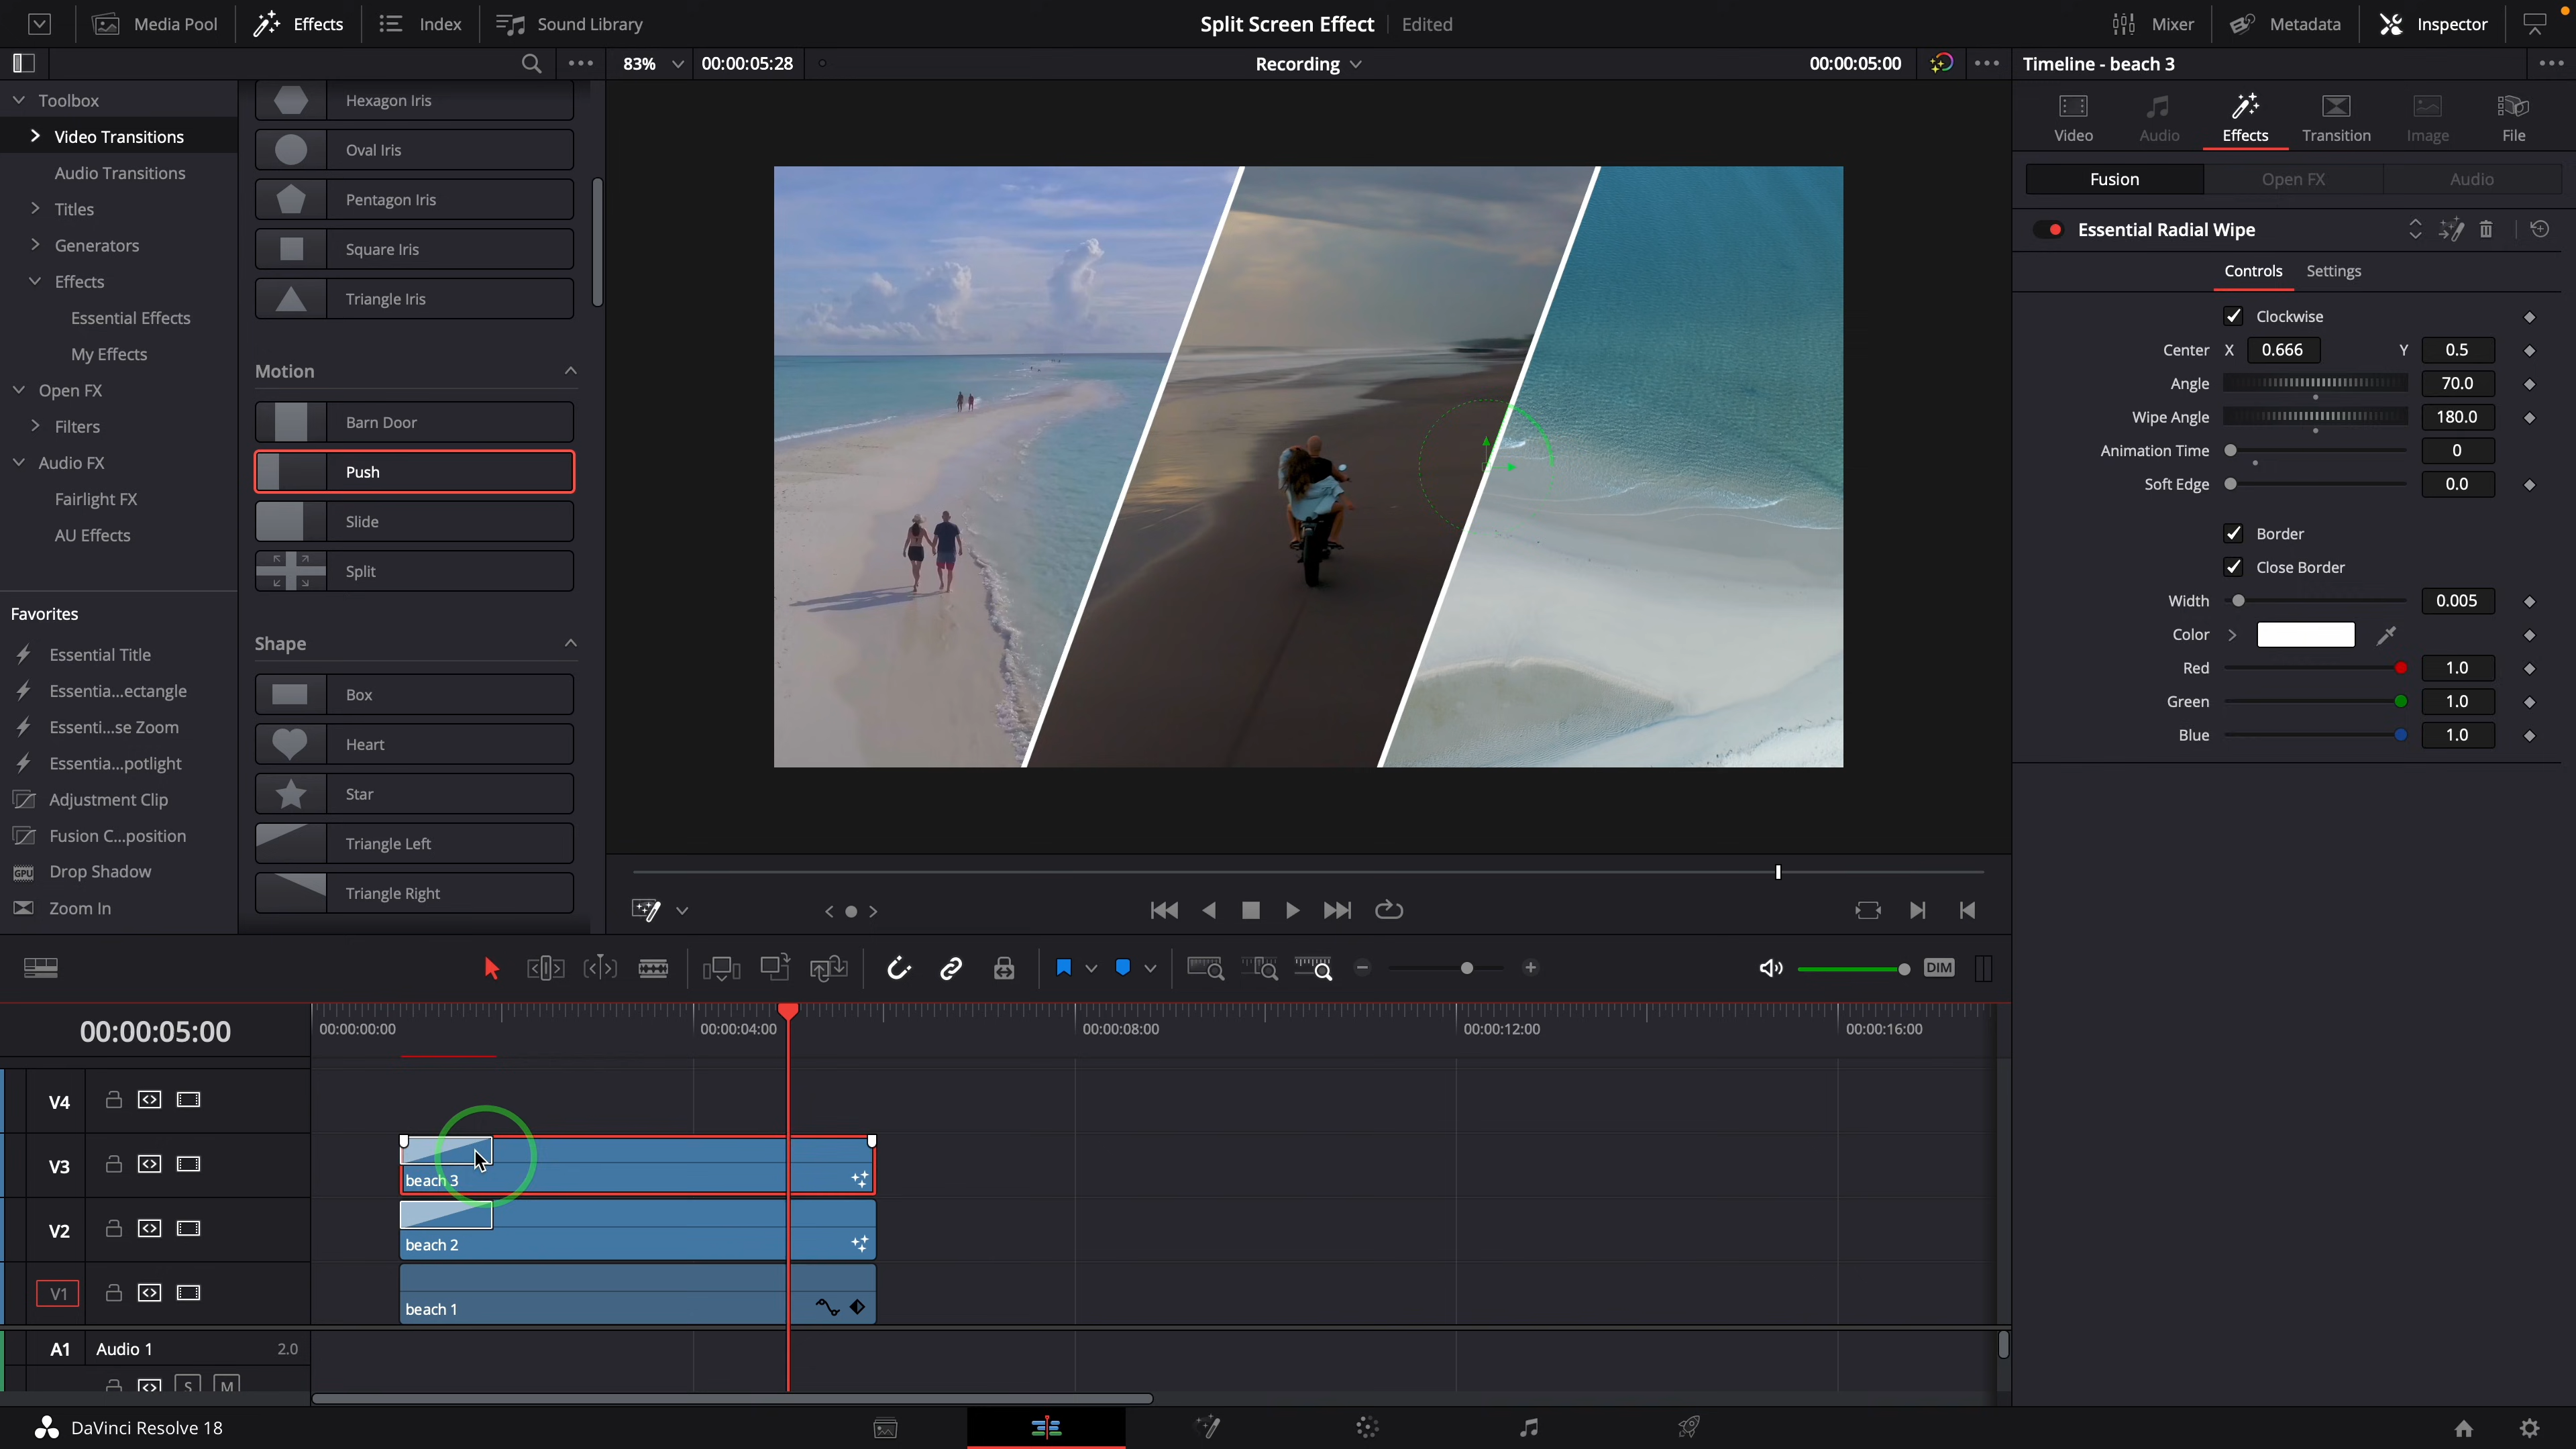 Media Pool
Effects
Index
Sound Library
Split Screen Effect
Edited
Mixer
Metadata
Inspector
83%
00:00:05:28
Recording
00:00:05:00
Timeline - beach 3
Toolbox
Video Transitions
Audio Transitions
Titles
Generators
Effects
Essential Effects
My Effects
Open FX
Filters
Audio FX
Fairlight FX
AU Effects
Favorites
Essential Title
Essentia...ectangle
Essenti...se Zoom
Essentia...potlight
Adjustment Clip
Fusion C...position
GPU
Drop Shadow
Zoom In
Hexagon Iris
Oval Iris
Pentagon Iris
Square Iris
Triangle Iris
Motion
Barn Door
Push
Slide
Split
Shape
Box
Heart
Star
Triangle Left
Triangle Right
Video
Audio
Effects
Transition
Image
File
Fusion
Open FX
Audio
Essential Radial Wipe
Controls
Settings
Clockwise
Center X 0.666 Y 0.5
Angle 70.0
Wipe Angle 180.0
Animation Time 0
Soft Edge 0.0
Border
Close Border
Width 0.005
Color
Red 1.0
Green 1.0
Blue 1.0
DIM
00:00:05:00
00:00:00:00
00:00:04:00
00:00:08:00
00:00:12:00
00:00:16:00
V4
V3
beach 3
V2
beach 2
V1
beach 1
A1 Audio 1 2.0
S M
DaVinci Resolve 18